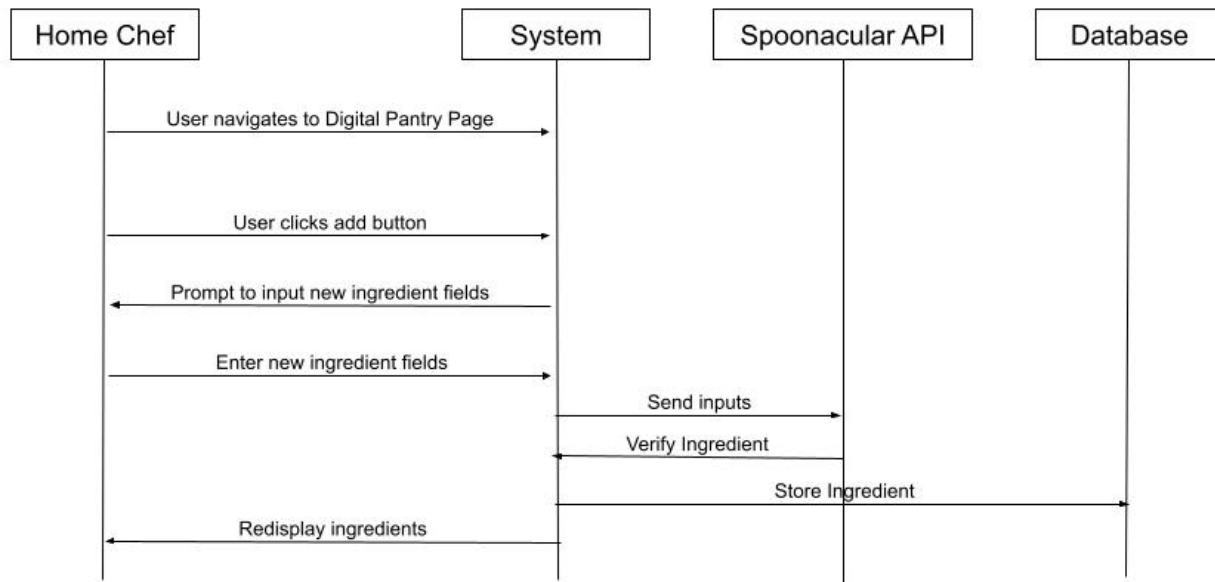 Home Chef
System
Spoonacular API
Database
User navigates to Digital Pantry Page
User clicks add button
Prompt to input new ingredient fields
Enter new ingredient fields
Send inputs
Verify Ingredient
Store Ingredient
Redisplay ingredients